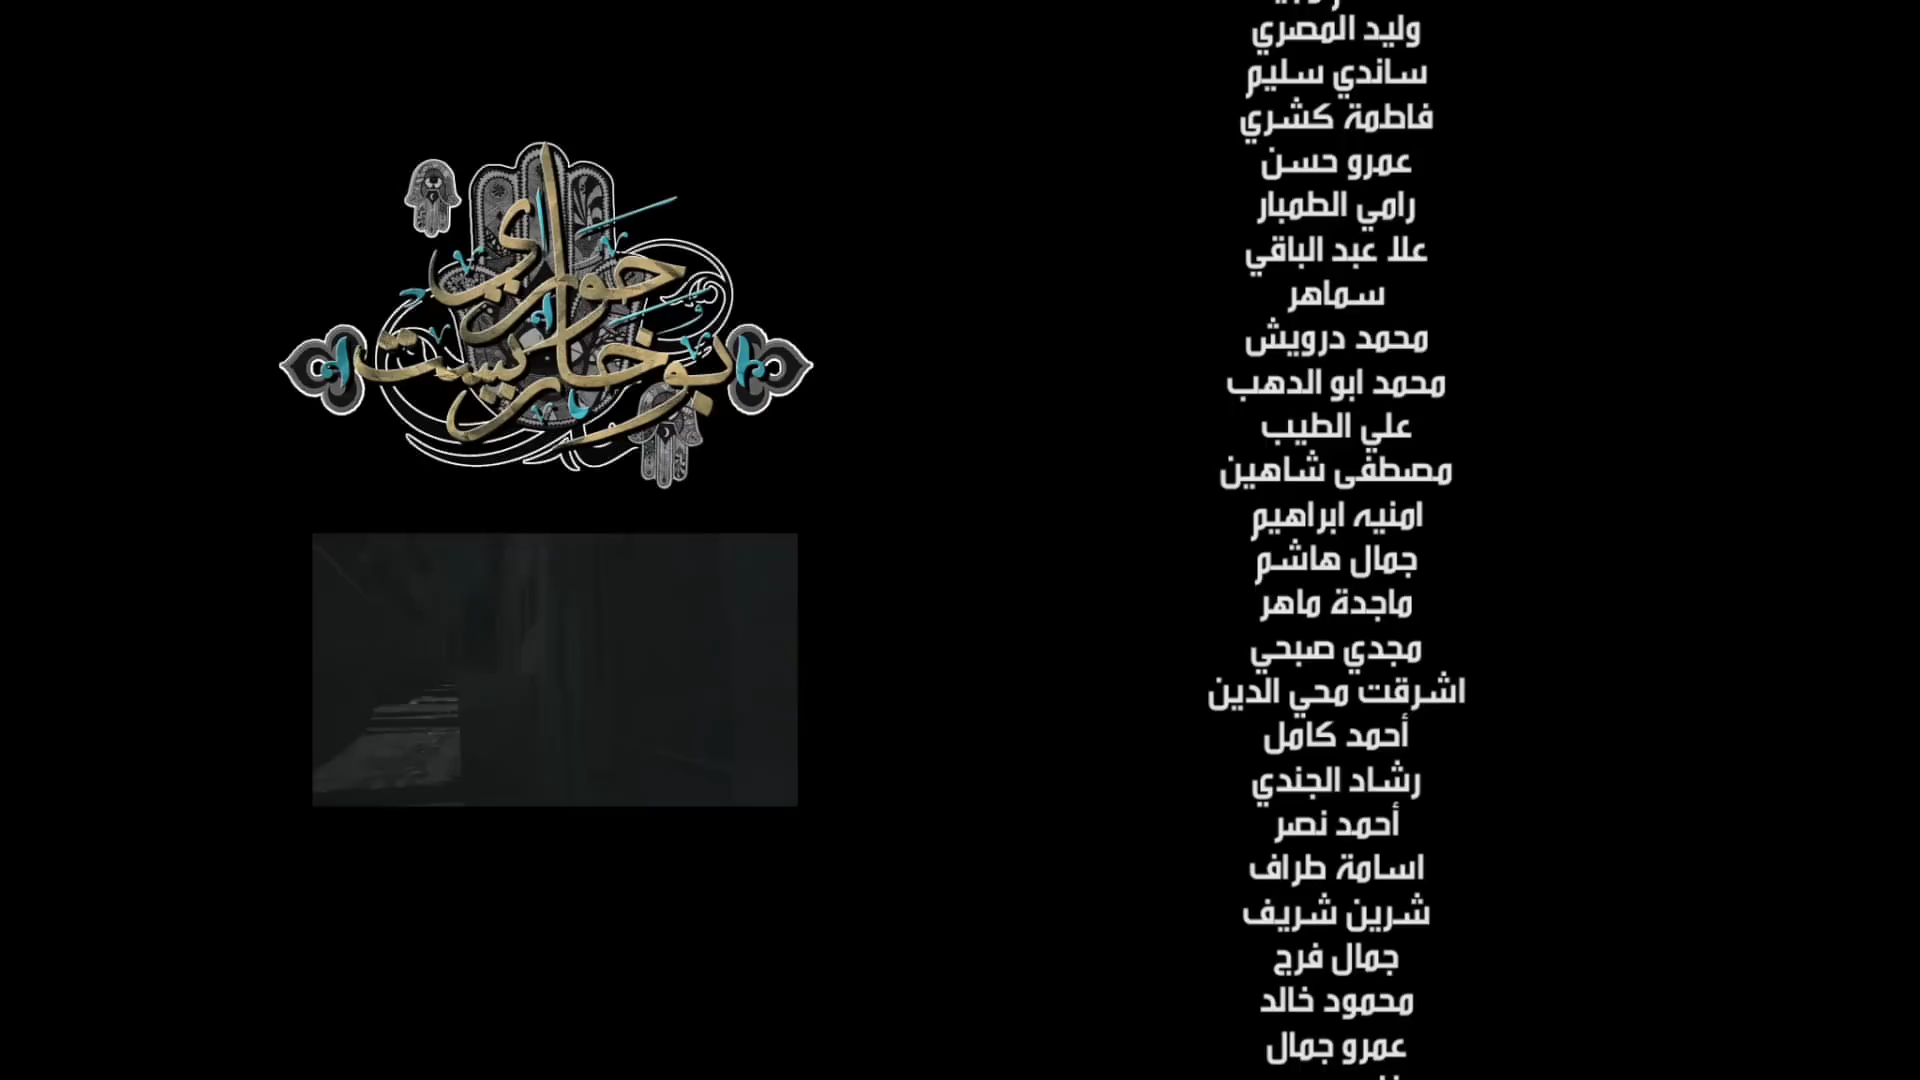 حواري
بوخاريست
وليد المصري
ساندي سليم
فاطمة كشري
عمرو حسن
رامي الطمبار
علا عبد الباقي
سماهر
محمد درويش
محمد ابو الدهب
علي الطيب
مصطفى شاهين
امنيه ابراهيم
جمال هاشم
ماجدة ماهر
مجدي صبحي
اشرقت محي الدين
أحمد كامل
رشاد الجندي
أحمد نصر
اسامة طراف
شرين شريف
جمال فرج
محمود خالد
عمرو جمال